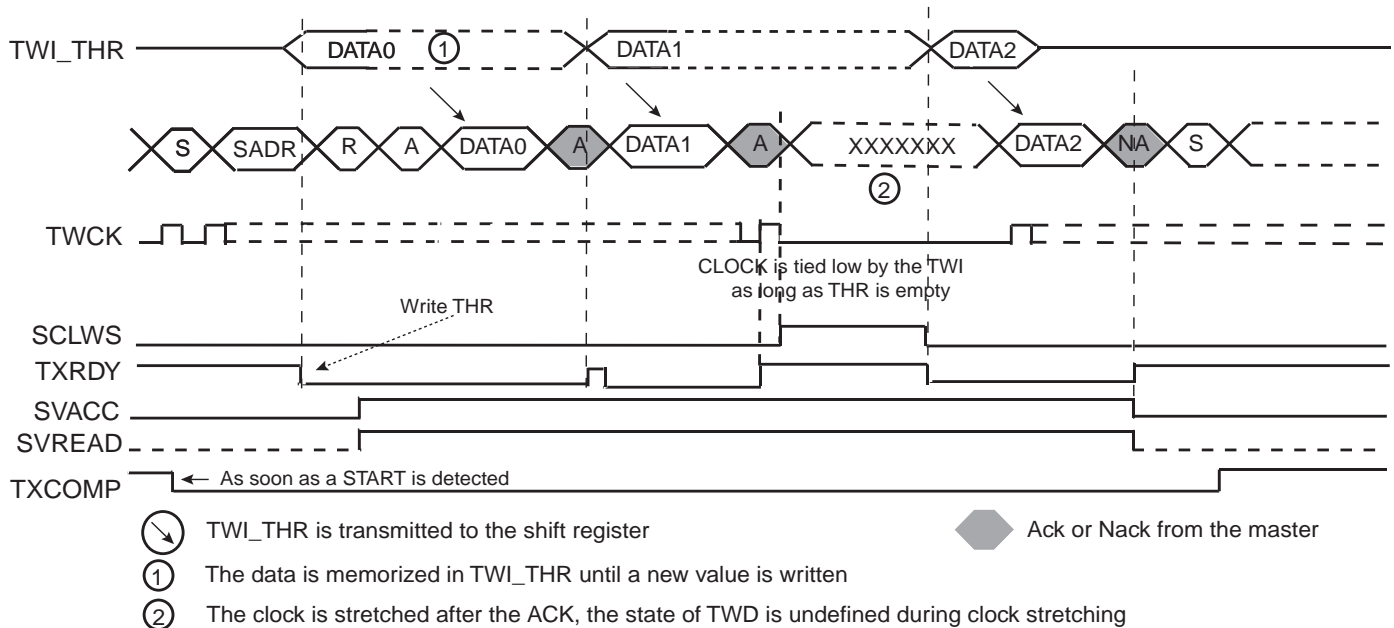 TWI_THR DATA0 1 DATA1 DATA2
S SADR R A DATA0 A DATA1 A XXXXXXX DATA2 NA S
2
TWCK
CLOCK is tied low by the TWI
as long as THR is empty
Write THR
SCLWS
TXRDY
SVACC
SVREAD
TXCOMP As soon as a START is detected
TWI_THR is transmitted to the shift register Ack or Nack from the master
1 The data is memorized in TWI_THR until a new value is written
2 The clock is stretched after the ACK, the state of TWD is undefined during clock stretching